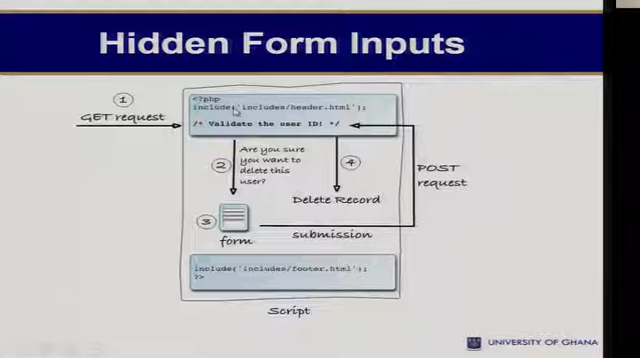 Hidden Form Inputs
1
GET request
<?php
include('includes/header.html');
/* Validate the user ID! */
2
Are you sure
you want to
delete this
user?
4
POST
request
Delete Record
3
form
submission
include('includes/footer.html');
?>
Script
UNIVERSITY OF GHANA